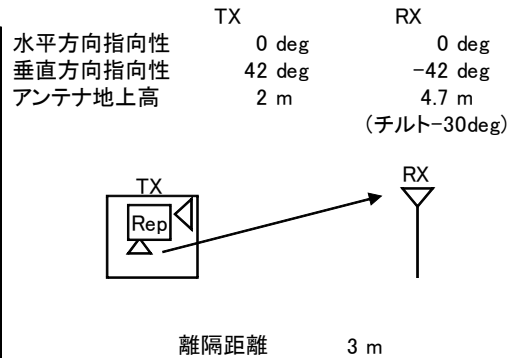 TX RX
水平方向指向性 0 deg 0 deg
垂直方向指向性 42 deg -42 deg
アンテナ地上高 2 m 4.7 m
(チルト-30deg)
TX RX
Rep
離隔距離 3 m